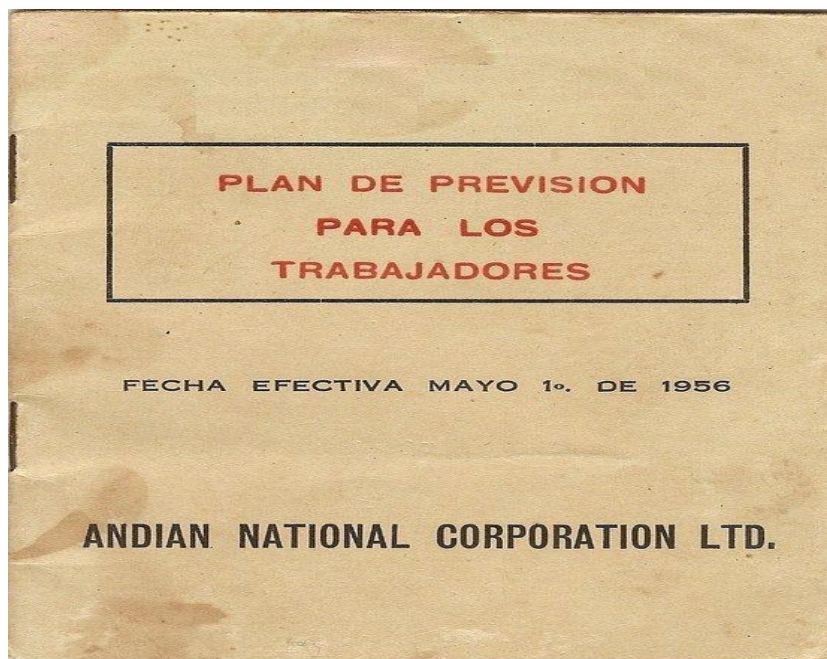 PLAN DE PREVISION
PARA LOS
TRABAJADORES
FECHA EFECTIVA MAYO 1º. DE 1956
ANDIAN NATIONAL CORPORATION LTD.